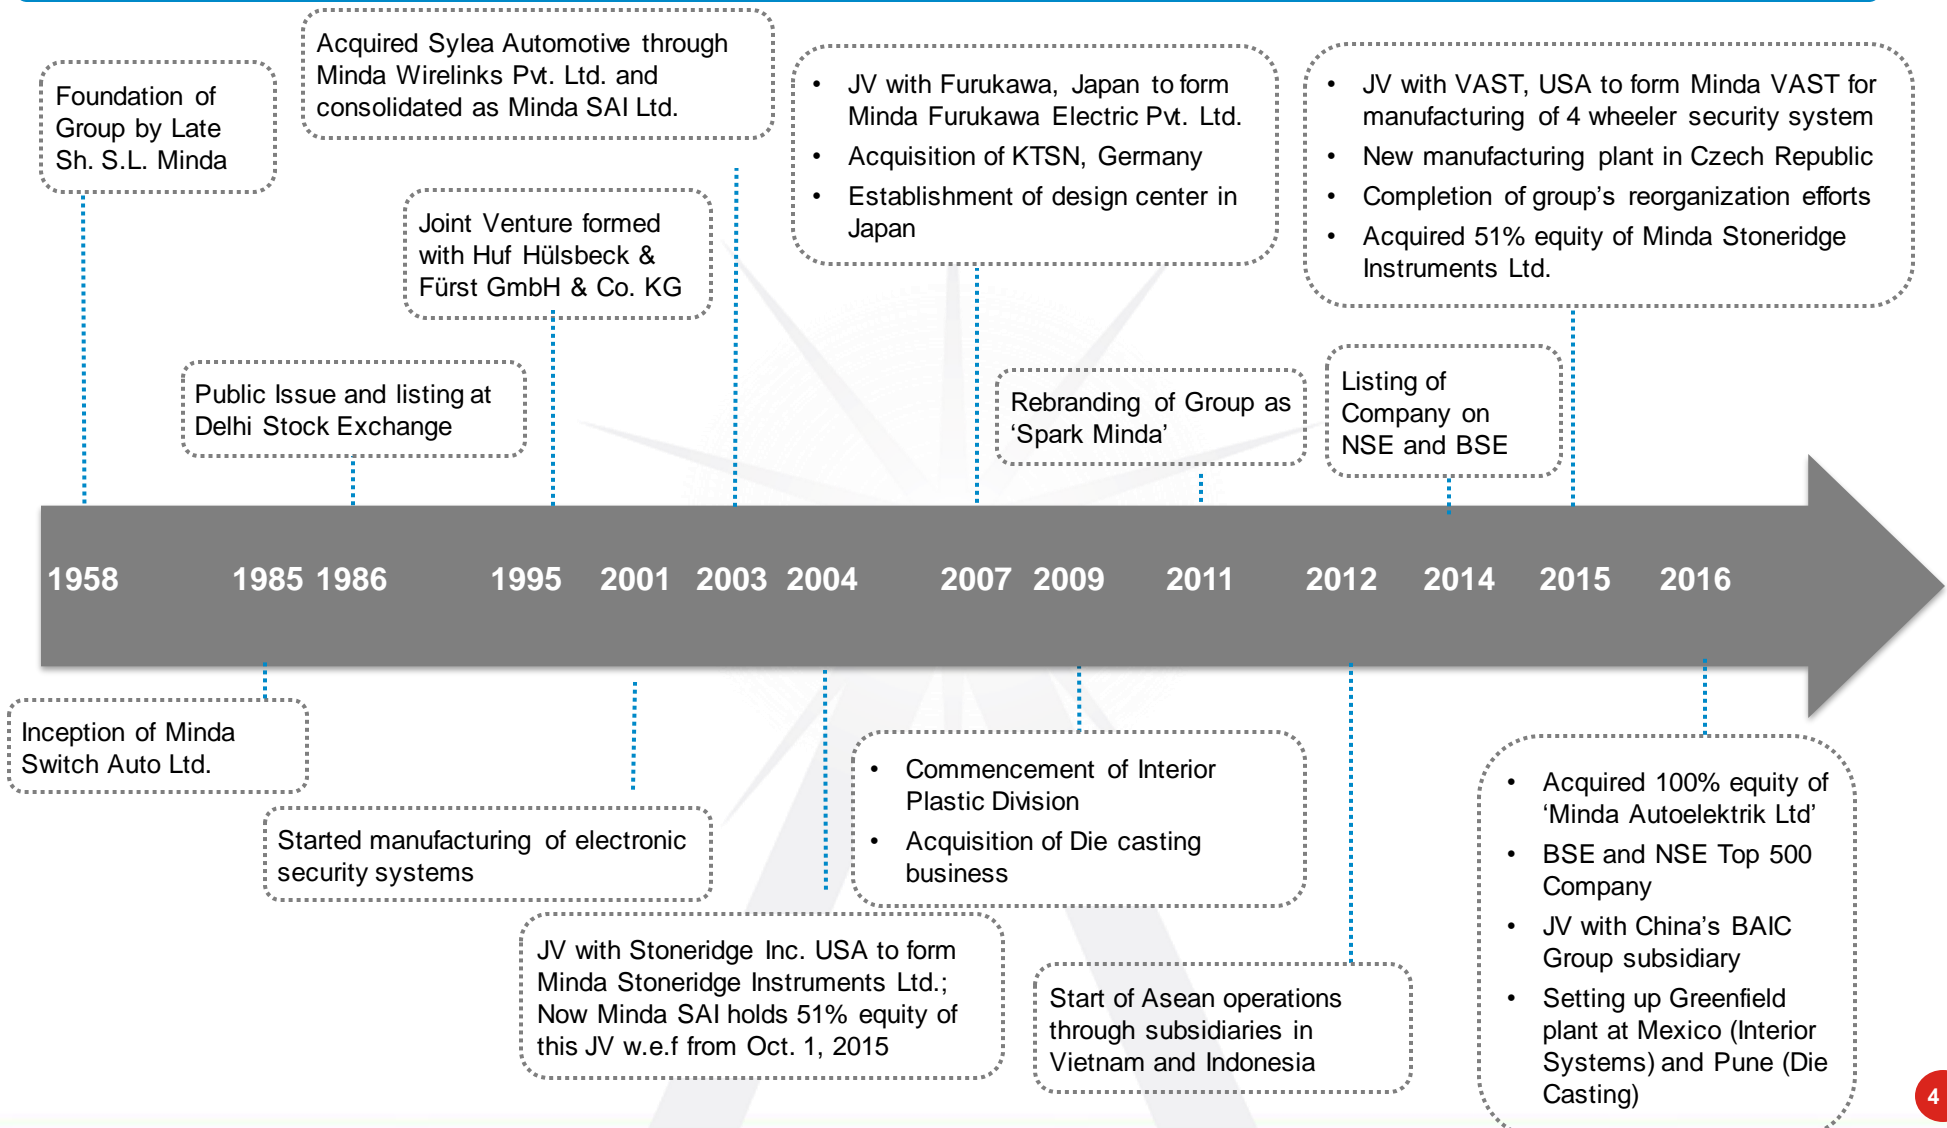 Foundation of
Group by Late
Sh. S.L. Minda
Acquired Sylea Automotive through
Minda Wirelinks Pvt. Ltd. and
consolidated as Minda SAI Ltd.
• JV with Furukawa, Japan to form
Minda Furukawa Electric Pvt. Ltd.
• Acquisition of KTSN, Germany
• Establishment of design center in
Japan
• JV with VAST, USA to form Minda VAST for
manufacturing of 4 wheeler security system
• New manufacturing plant in Czech Republic
• Completion of group's reorganization efforts
• Acquired 51% equity of Minda Stoneridge
Instruments Ltd.
Joint Venture formed
with Huf Hülsbeck &
Fürst GmbH & Co. KG
Public Issue and listing at
Delhi Stock Exchange
Rebranding of Group as
‘Spark Minda’
Listing of
Company on
NSE and BSE
1958 1985 1986 1995 2001 2003 2004 2007 2009 2011 2012 2014 2015 2016
Inception of Minda
Switch Auto Ltd.
Started manufacturing of electronic
security systems
JV with Stoneridge Inc. USA to form
Minda Stoneridge Instruments Ltd.;
Now Minda SAI holds 51% equity of
this JV w.e.f from Oct. 1, 2015
• Commencement of Interior
Plastic Division
• Acquisition of Die casting
business
Start of Asean operations
through subsidiaries in
Vietnam and Indonesia
• Acquired 100% equity of
‘Minda Autoelektrik Ltd’
• BSE and NSE Top 500
Company
• JV with China's BAIC
Group subsidiary
• Setting up Greenfield
plant at Mexico (Interior
Systems) and Pune (Die
Casting)
4